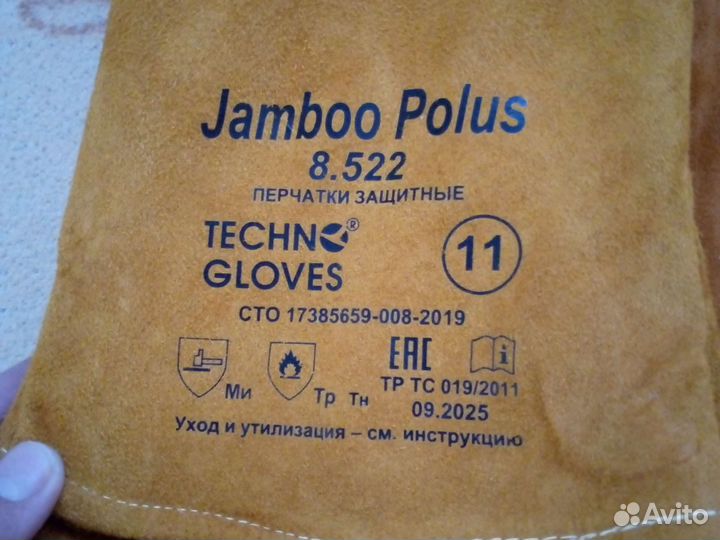 Jamboo Polus
8.522
ПЕРЧАТКИ ЗАЩИТНЫЕ
TECHNO®
GLOVES
11
СТО 17385659-008-2019
Ми
Тр Тн
EAC
i
ТР ТС 019/2011
09.2025
Уход и утилизация – см. инструкцию
Avito